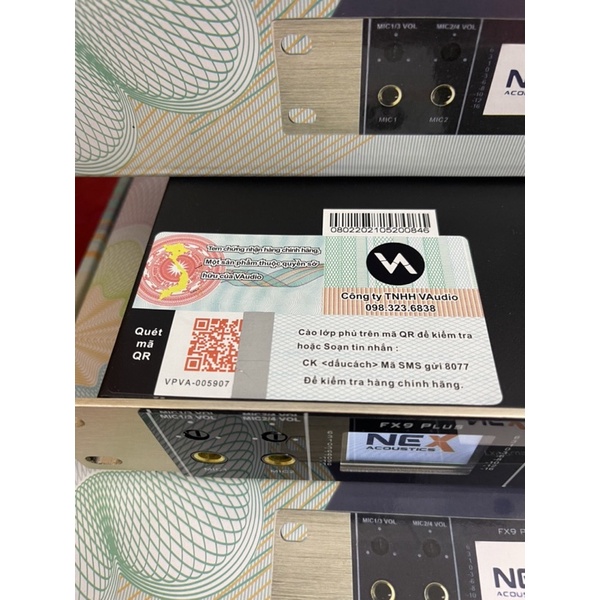 MIC1/3 VOL MIC2/4 VOL
MIC1 MIC2
NE
ACOUS
0802202105200846
Tem chứng nhận hàng chính hãng.
Một sản phẩm thuộc quyền sở
hữu của VAudio
VA
Công ty TNHH VAudio
098.323.6838
Quét
mã
QR
VPVA-005907
Cào lớp phủ trên mã QR để kiểm tra
hoặc Soạn tin nhắn :
CK <dấucách> Mã SMS gửi 8077
Để kiểm tra hàng chính hãng.
MIC1/3 VOL MIC2/4 VOL
FX9 PLUS
NEX
ACOUSTICS
MIC1/3 VOL MIC2/4 VOL
FX9 P
NE
ACOUS